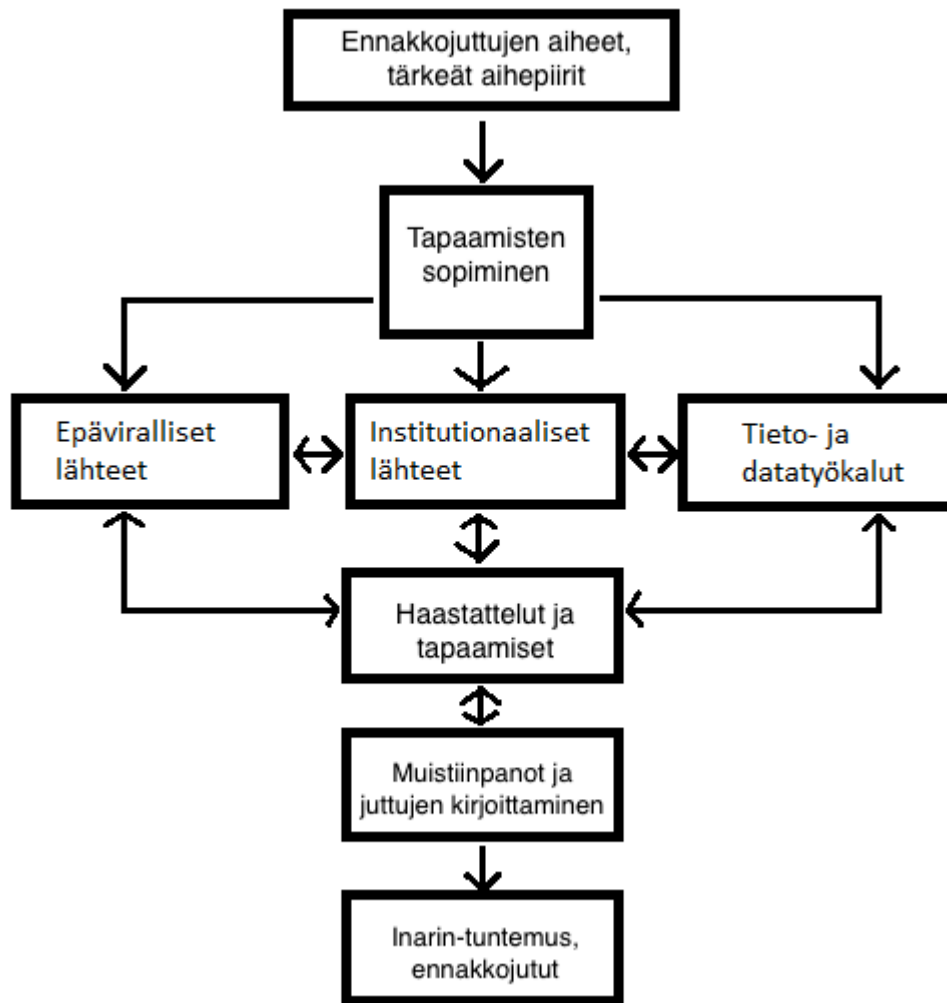 Ennakkojuttujen aiheet,
tärkeät aihepiirit
Tapaamisten
sopiminen
Epäviralliset
lähteet
Institutionaaliset
lähteet
Tieto- ja
datatyökalut
Haastattelut ja
tapaamiset
Muistiinpanot ja
juttujen kirjoittaminen
Inarin-tuntemus,
ennakkojutut